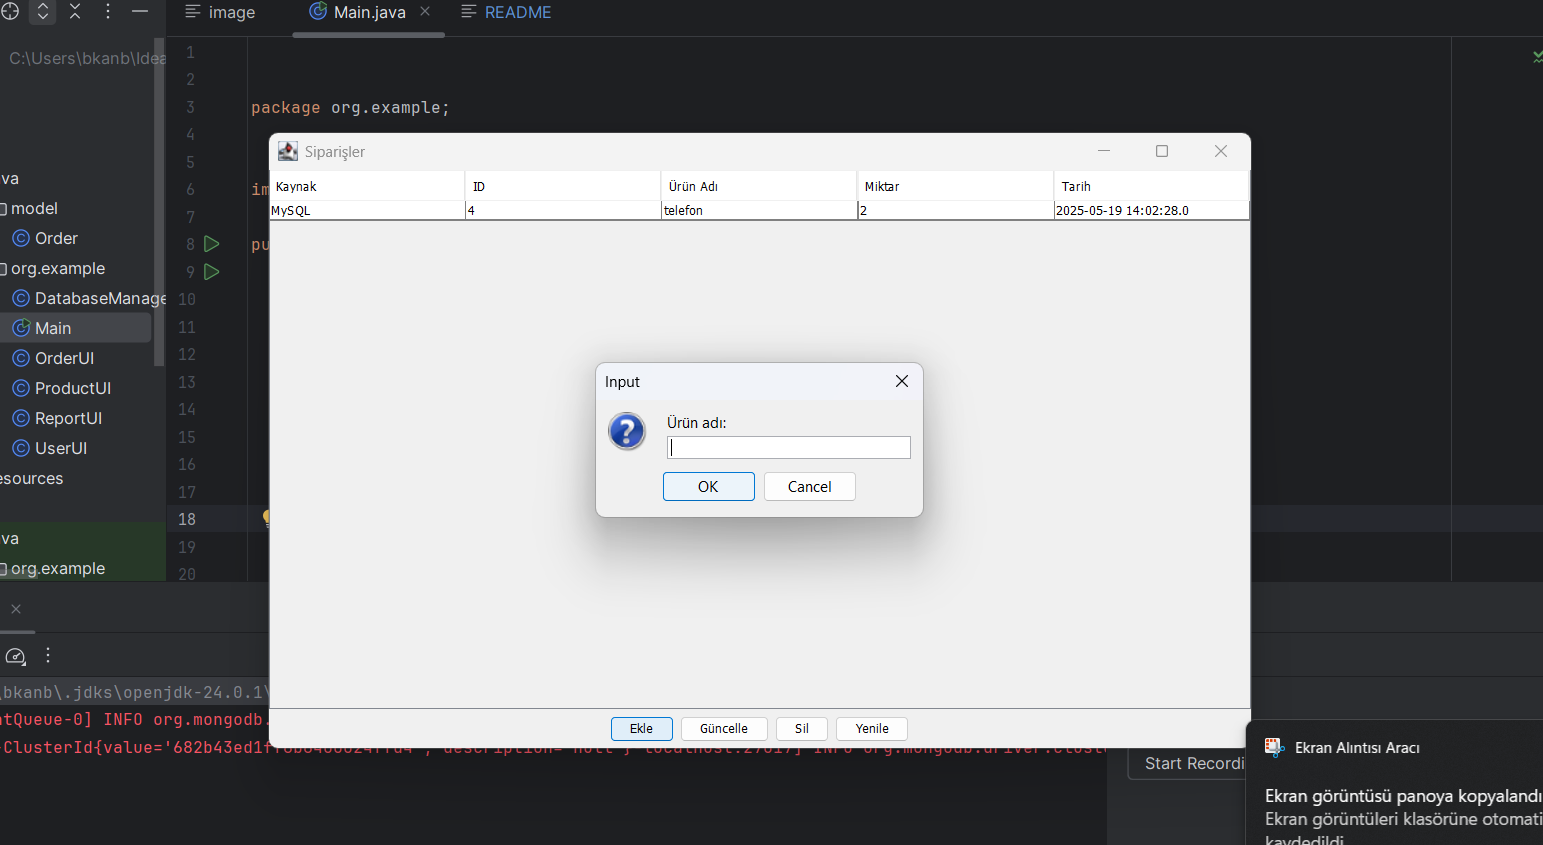 image
Main.java
README
C:\Users\bkanb\Idea
1
2
3 package org.example;
4
5
6 im
7
8 pu
9
10
11
12
13
14
15
16
17
18
19
20
va
model
Order
org.example
DatabaseManage
Main
OrderUI
ProductUI
ReportUI
UserUI
esources
va
org.example
Siparişler
Kaynak ID Ürün Adı Miktar Tarih
MySQL 4 telefon 2 2025-05-19 14:02:28.0
Input
Ürün adı:
OK Cancel
Ekle Güncelle Sil Yenile
\bkanb\.jdks\openjdk-24.0.1\
ntQueue-0] INFO org.mongodb.
Start Recordi
Ekran Alıntısı Aracı
Ekran görüntüsü panoya kopyalandı
Ekran görüntüleri klasörüne otomati
kaydedildi